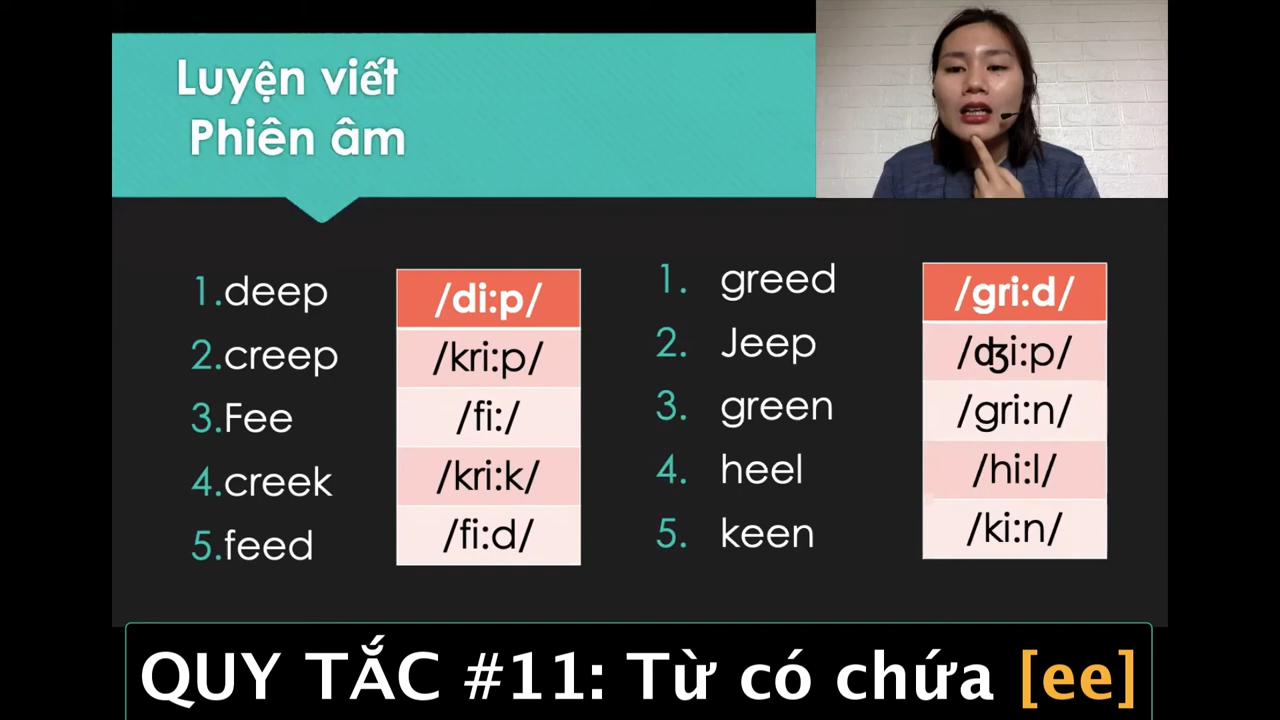 Luyện viết
Phiên âm
1.deep
2.creep
3.Fee
4.creek
5.feed
/di:p/
/kri:p/
/fi:/
/kri:k/
/fi:d/
1. greed
2. Jeep
3. green
4. heel
5. keen
/gri:d/
/ʤi:p/
/gri:n/
/hi:l/
/ki:n/
QUY TẮC #11: Từ có chứa [ee]